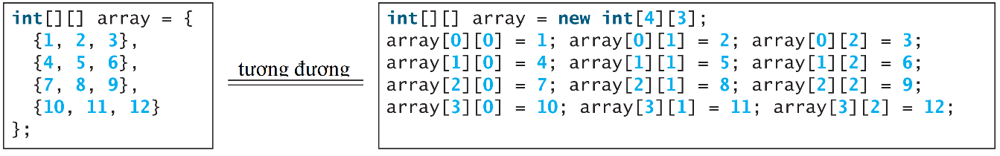 int[][] array = {
{1, 2, 3},
{4, 5, 6},
{7, 8, 9},
{10, 11, 12}
};
tương đương
int[][] array = new int[4][3];
array[0][0] = 1; array[0][1] = 2; array[0][2] = 3;
array[1][0] = 4; array[1][1] = 5; array[1][2] = 6;
array[2][0] = 7; array[2][1] = 8; array[2][2] = 9;
array[3][0] = 10; array[3][1] = 11; array[3][2] = 12;